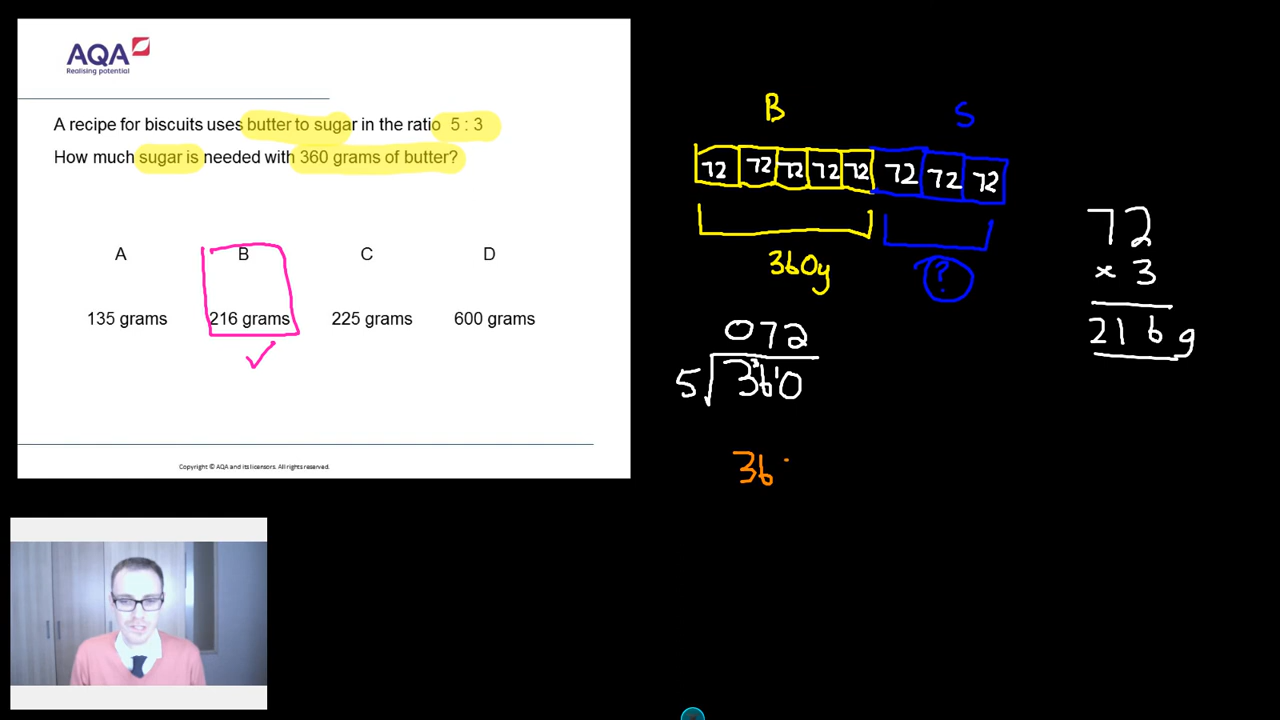 AQA
Realising potential
A recipe for biscuits uses butter to sugar in the ratio 5 : 3
How much sugar is needed with 360 grams of butter?
A B C D
135 grams 216 grams 225 grams 600 grams
Copyright © AQA and its licensors. All rights reserved.
B S
72 72 72 72 72 72 72 72
360g
?
072
5 3³6¹0
36
72
× 3
216g